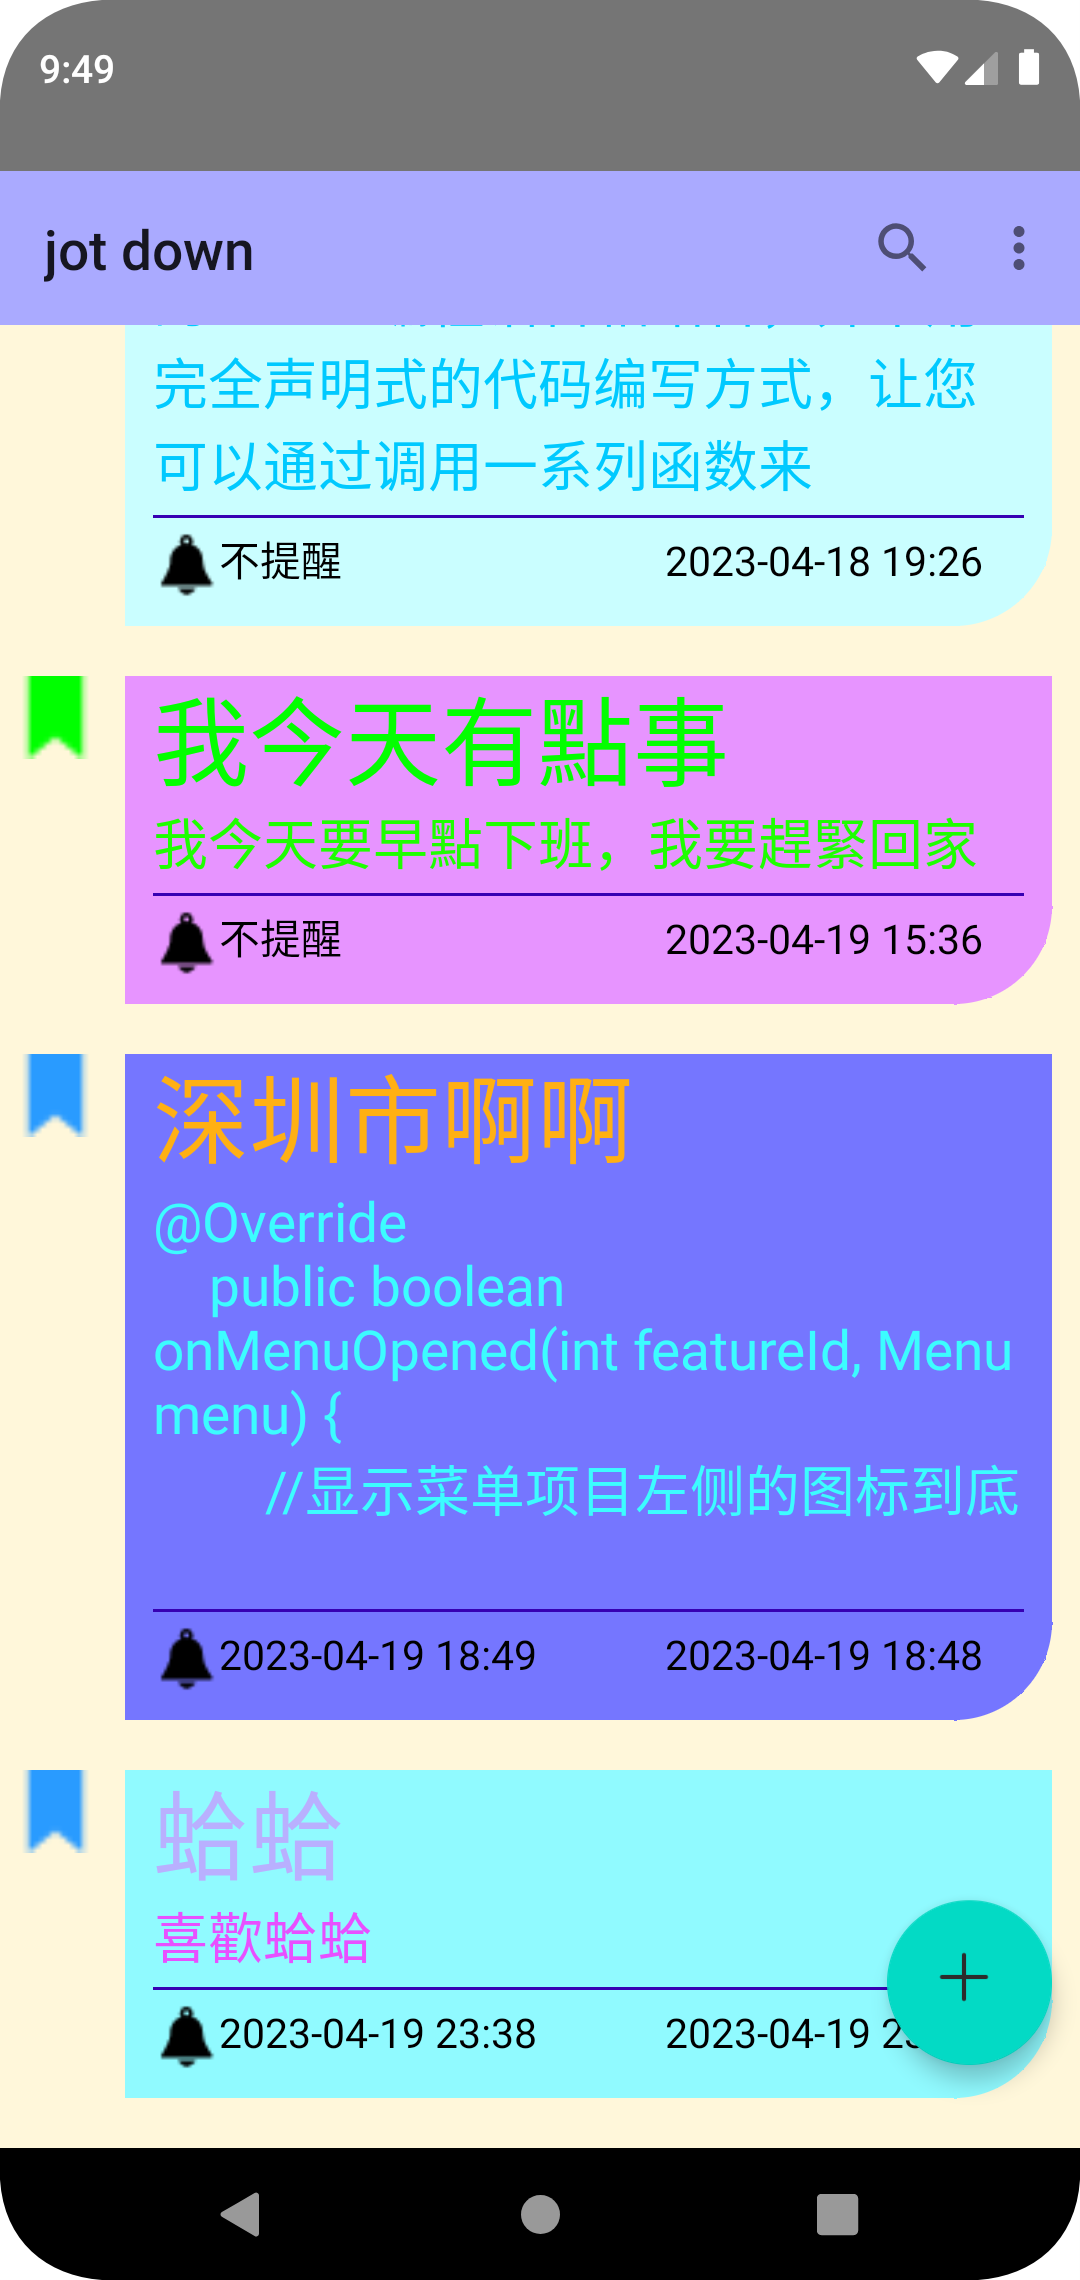 9:49
jot down
完全声明式的代码编写方式，让您
可以通过调用一系列函数来
不提醒 2023-04-18 19:26
我今天有點事
我今天要早點下班，我要趕緊回家
不提醒 2023-04-19 15:36
深圳市啊啊
@Override
public boolean
onMenuOpened(int featureId, Menu
menu) {
//显示菜单项目左侧的图标到底
2023-04-19 18:49 2023-04-19 18:48
蛤蛤
喜歡蛤蛤
2023-04-19 23:38 2023-04-19